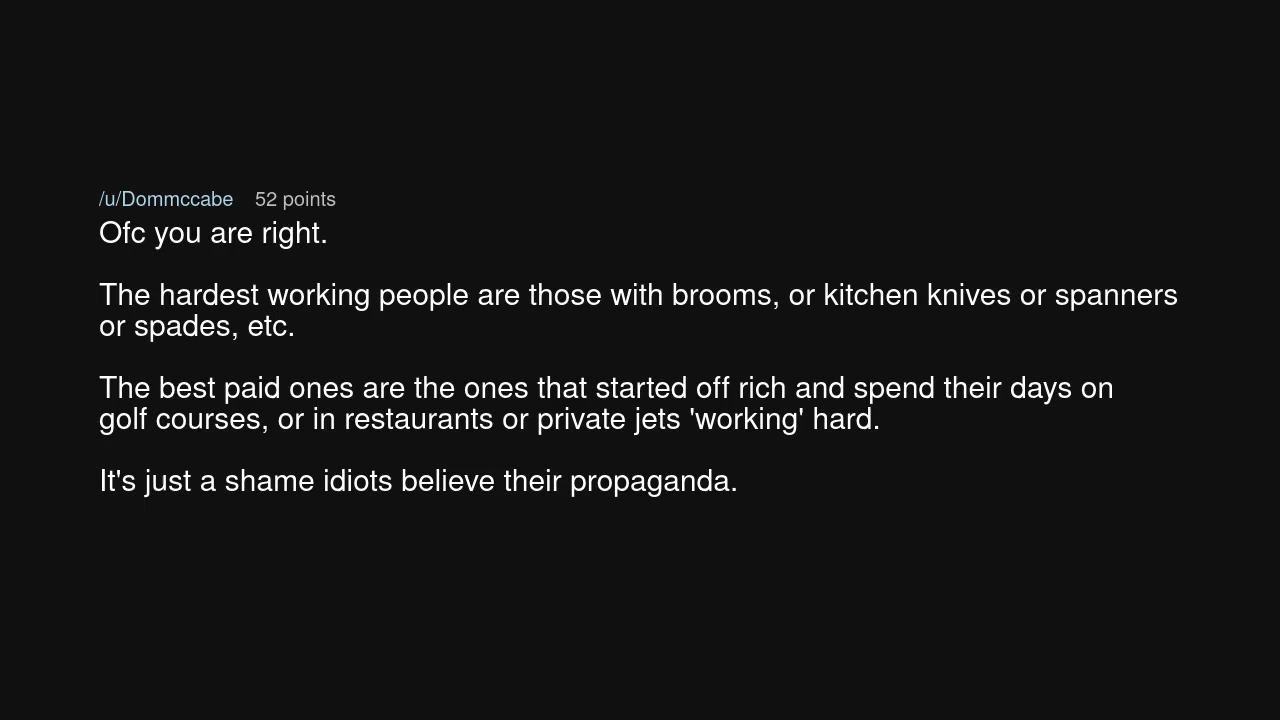 /u/Dommccabe 52 points
Ofc you are right.
The hardest working people are those with brooms, or kitchen knives or spanners
or spades, etc.
The best paid ones are the ones that started off rich and spend their days on
golf courses, or in restaurants or private jets 'working' hard.
It's just a shame idiots believe their propaganda.